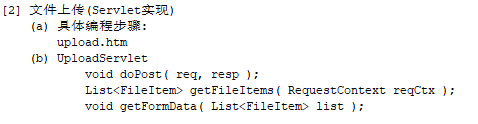 [2] 文件上传(Servlet实现)
(a) 具体编程步骤:
upload.htm
(b) UploadServlet
void doPost( req, resp );
List<FileItem> getFileItems( RequestContext reqCtx );
void getFormData( List<FileItem> list );